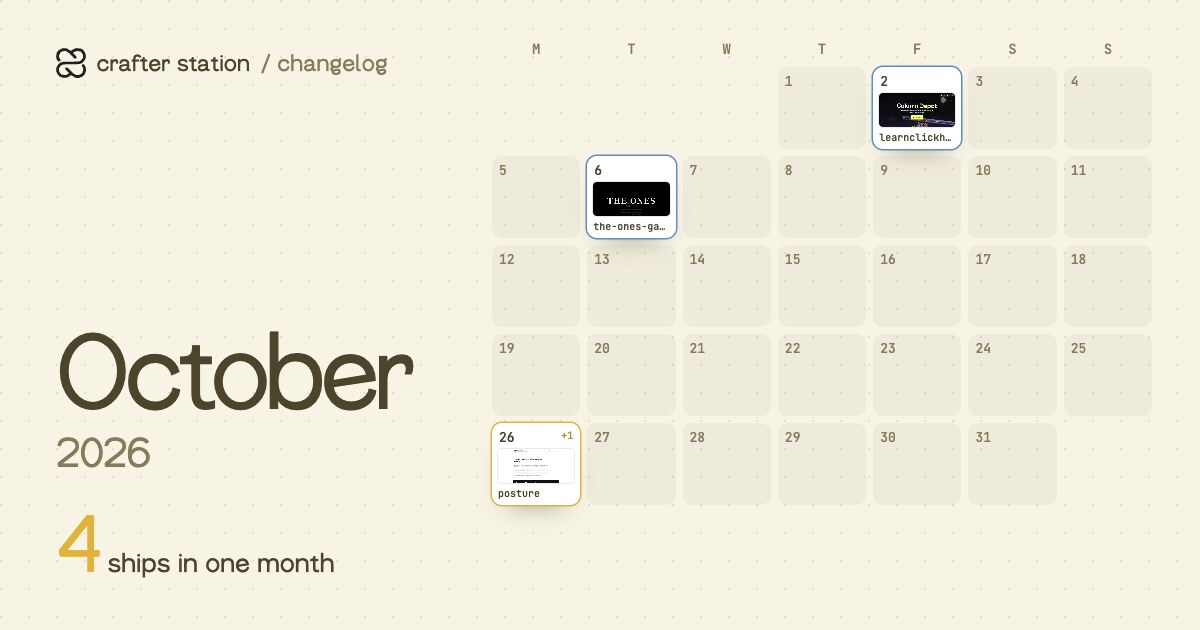 crafter station / changelog
M T W T F S S
1 2 3 4
Column Depot
learnclickh…
5 6 7 8 9 10 11
THE ONES
the-ones-ga…
12 13 14 15 16 17 18
October
19 20 21 22 23 24 25
2026
26 +1 27 28 29 30 31
posture
4 ships in one month